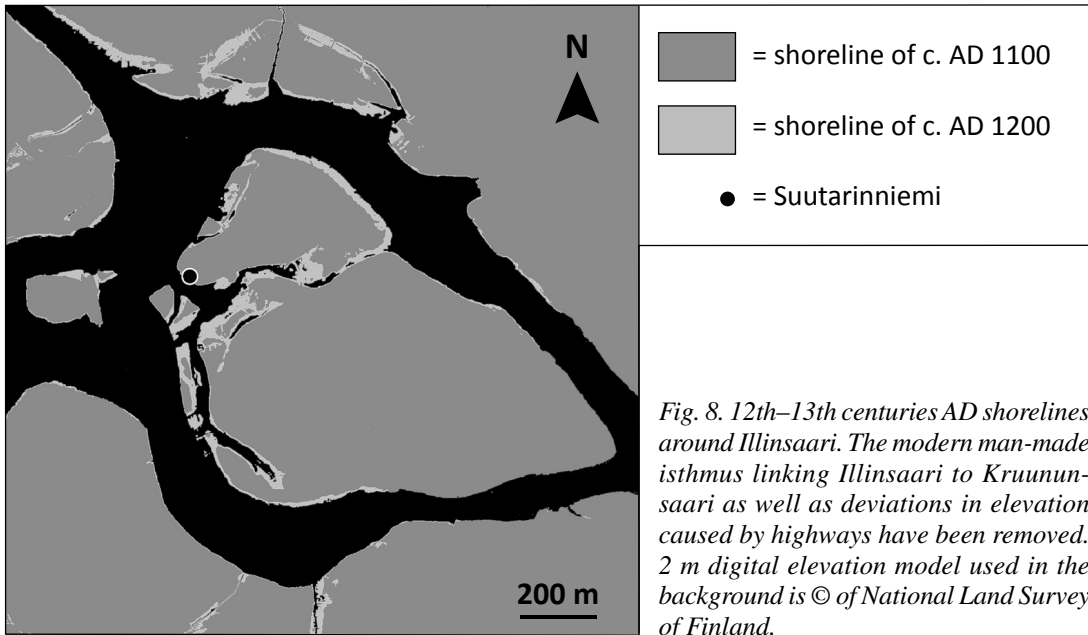 N
200 m
= shoreline of c. AD 1100
= shoreline of c. AD 1200
= Suutarinniemi
Fig. 8. 12th–13th centuries AD shorelines
around Illinsaari. The modern man-made
isthmus linking Illinsaari to Kruunun-
saari as well as deviations in elevation
caused by highways have been removed.
2 m digital elevation model used in the
background is © of National Land Survey
of Finland.